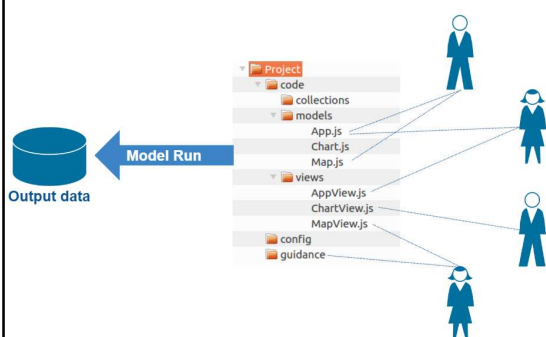 Project
code
collections
models
App.js
Chart.js
Map.js
views
AppView.js
ChartView.js
MapView.js
config
guidance
Model Run
Output data